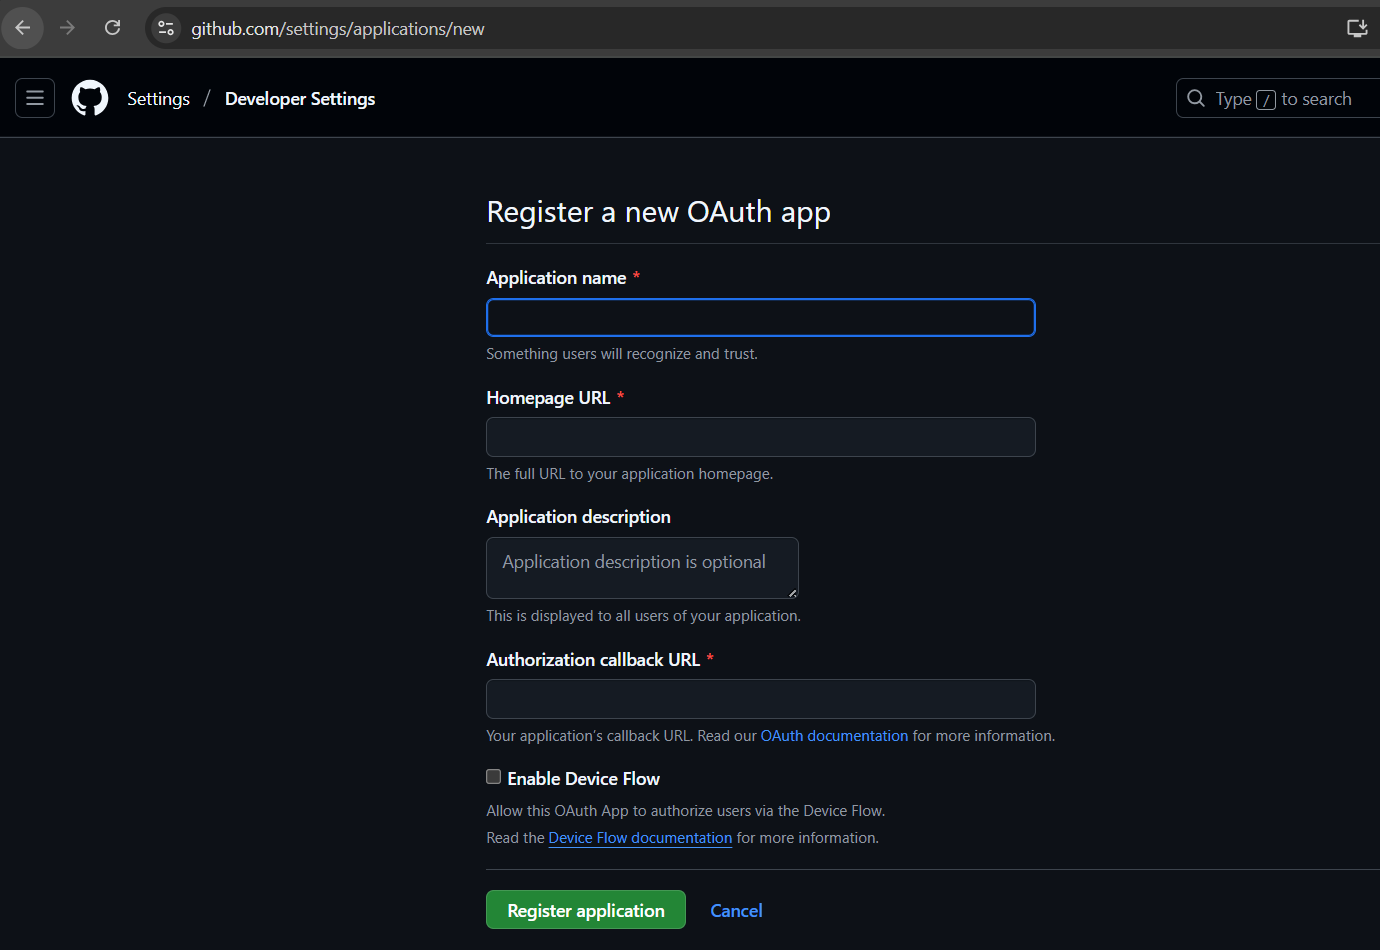 github.com/settings/applications/new
Settings / Developer Settings
Type / to search
Register a new OAuth app
Application name *
Something users will recognize and trust.
Homepage URL *
The full URL to your application homepage.
Application description
Application description is optional
This is displayed to all users of your application.
Authorization callback URL *
Your application's callback URL. Read our OAuth documentation for more information.
Enable Device Flow
Allow this OAuth App to authorize users via the Device Flow.
Read the Device Flow documentation for more information.
Register application Cancel